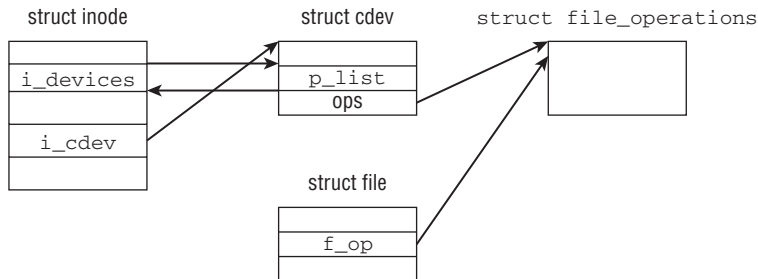 struct inode
struct cdev
struct file_operations
i_devices
p_list
ops
i_cdev
struct file
f_op